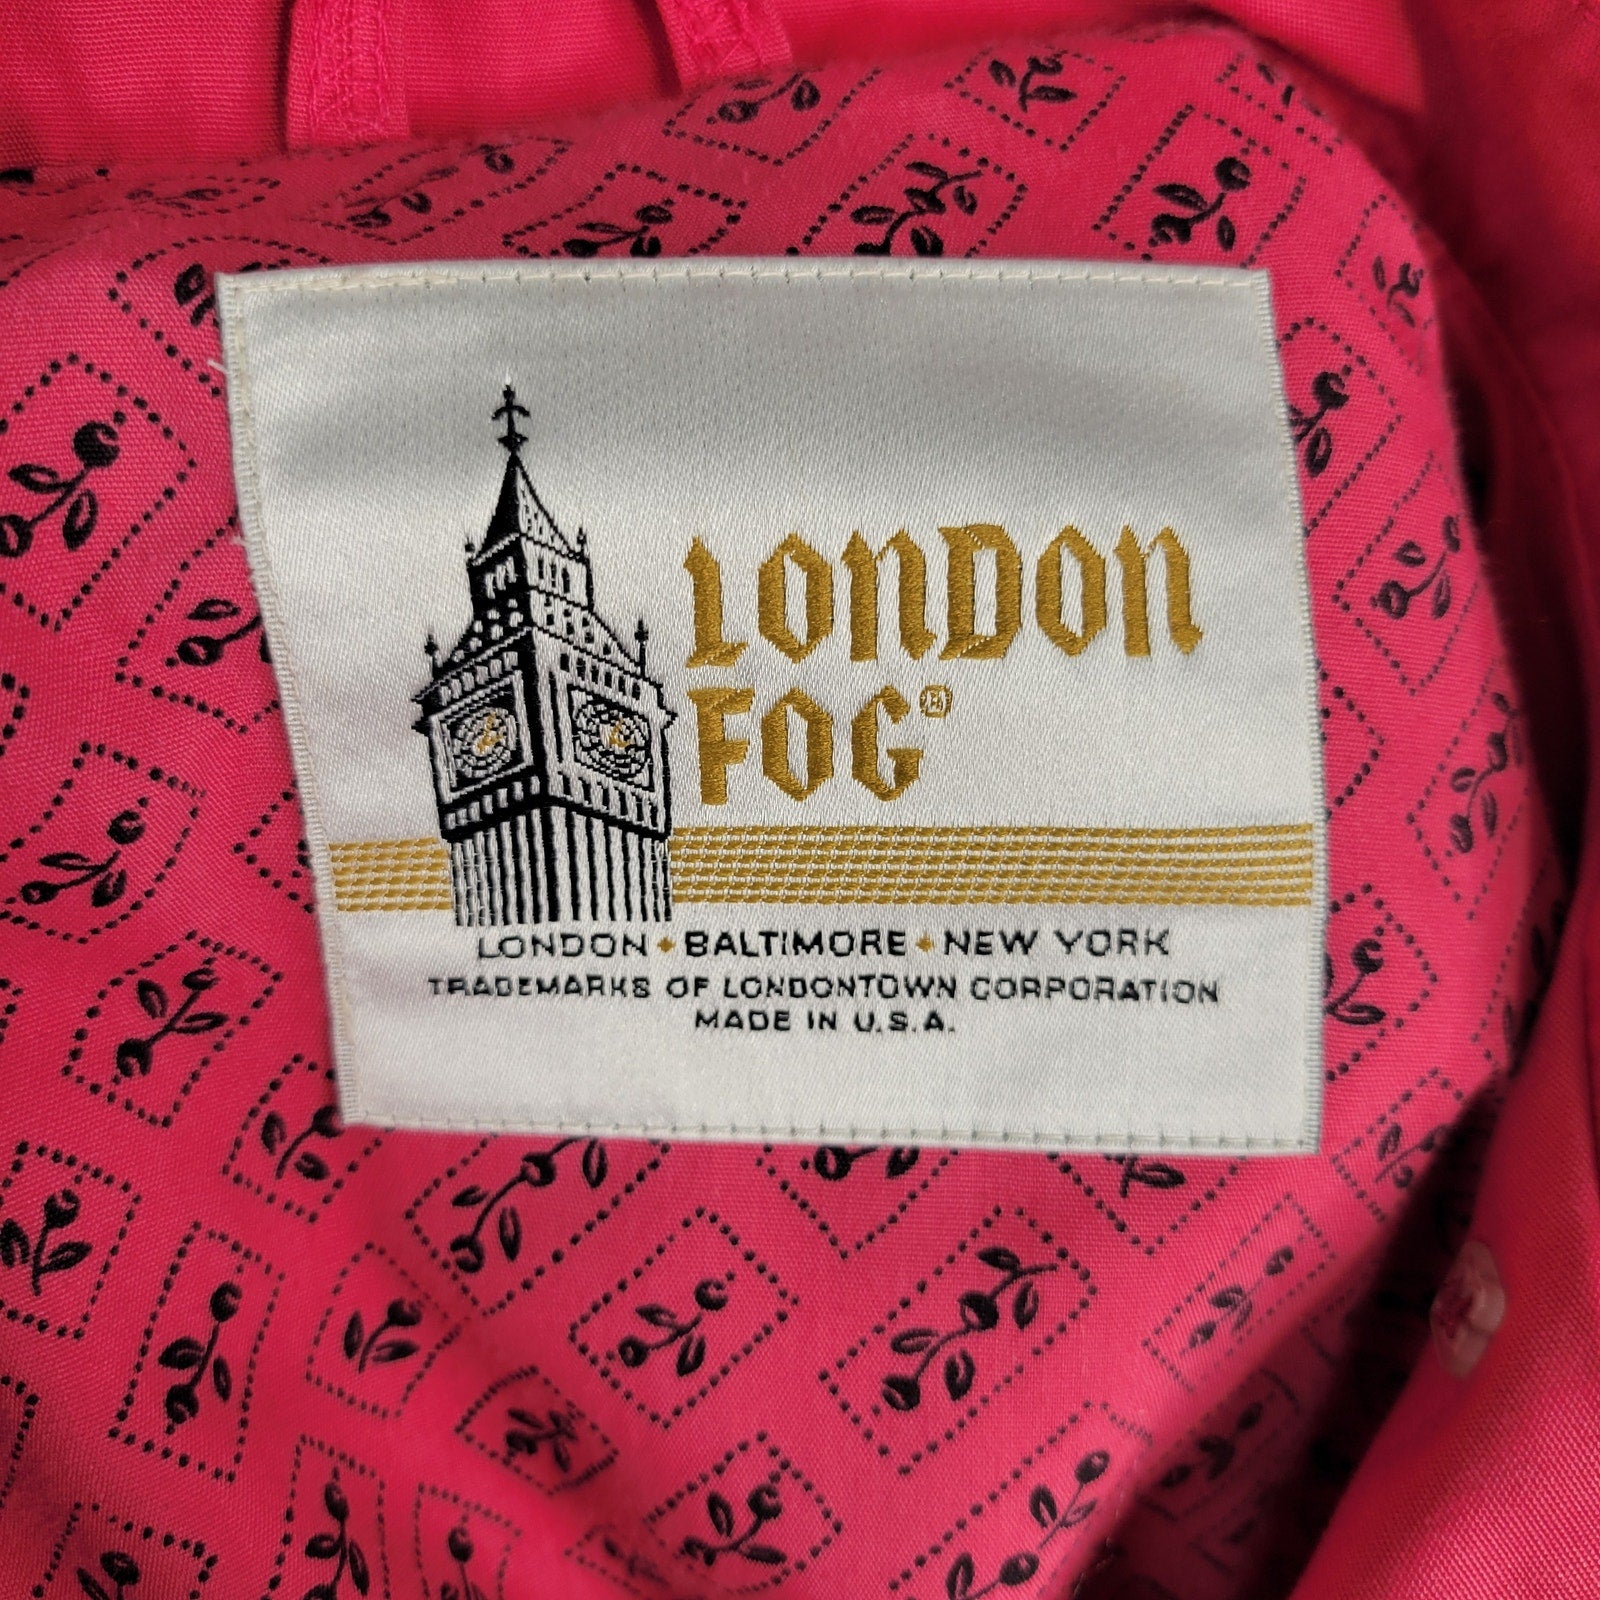 LONDON
FOG®
LONDON • BALTIMORE • NEW YORK
TRADEMARKS OF LONDONTOWN CORPORATION
MADE IN U.S.A.